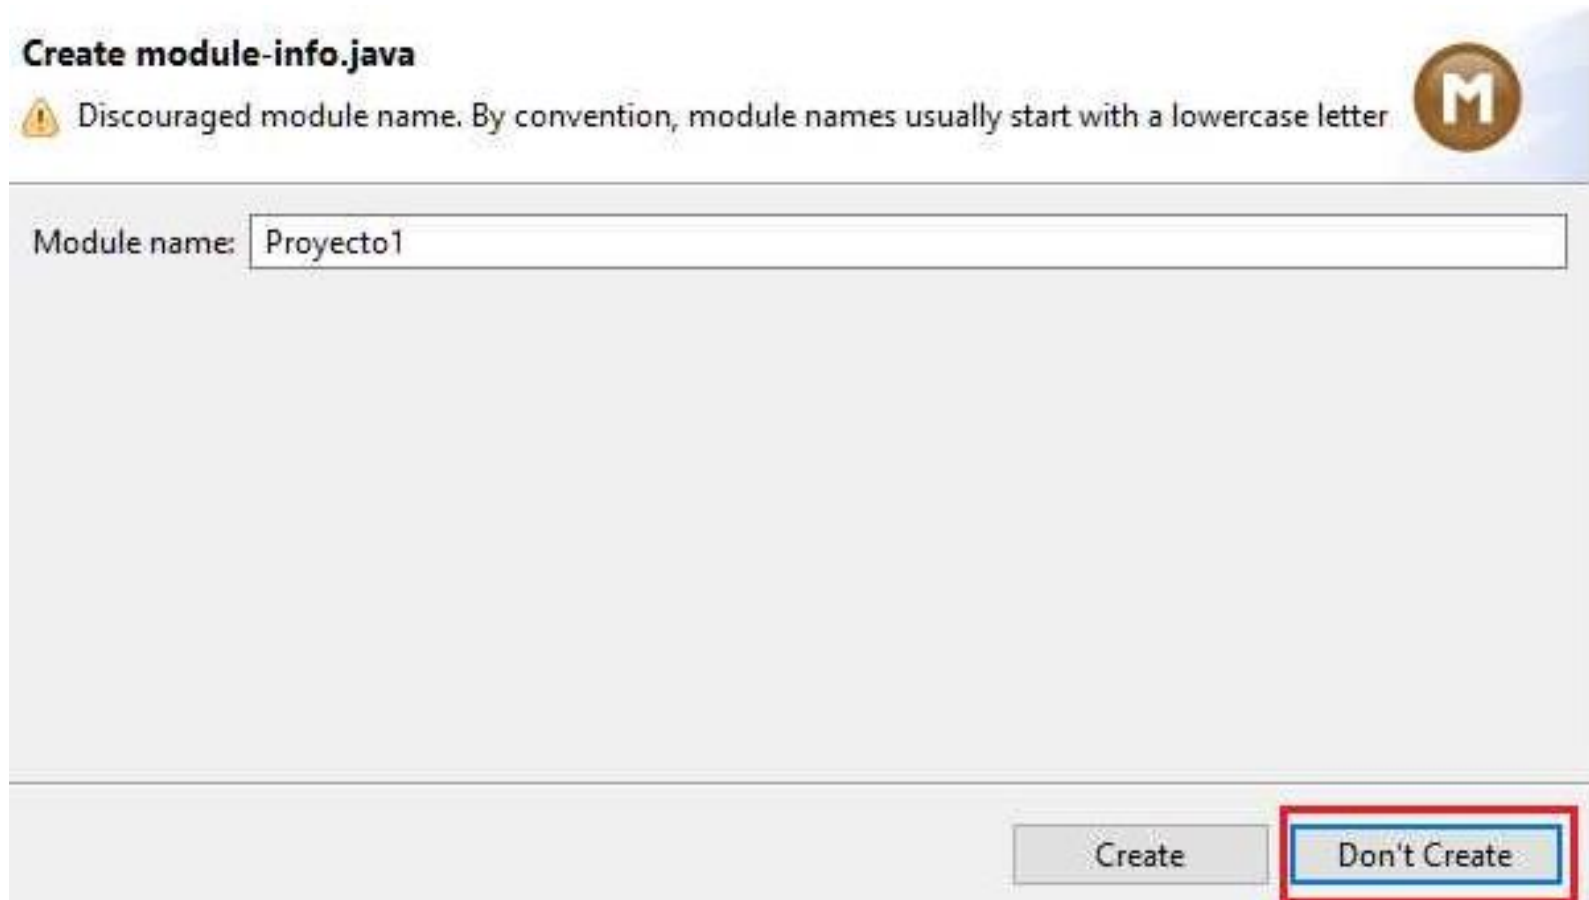 Create module-info.java
Discouraged module name. By convention, module names usually start with a lowercase letter
M
Module name: Proyecto1
Create Don't Create